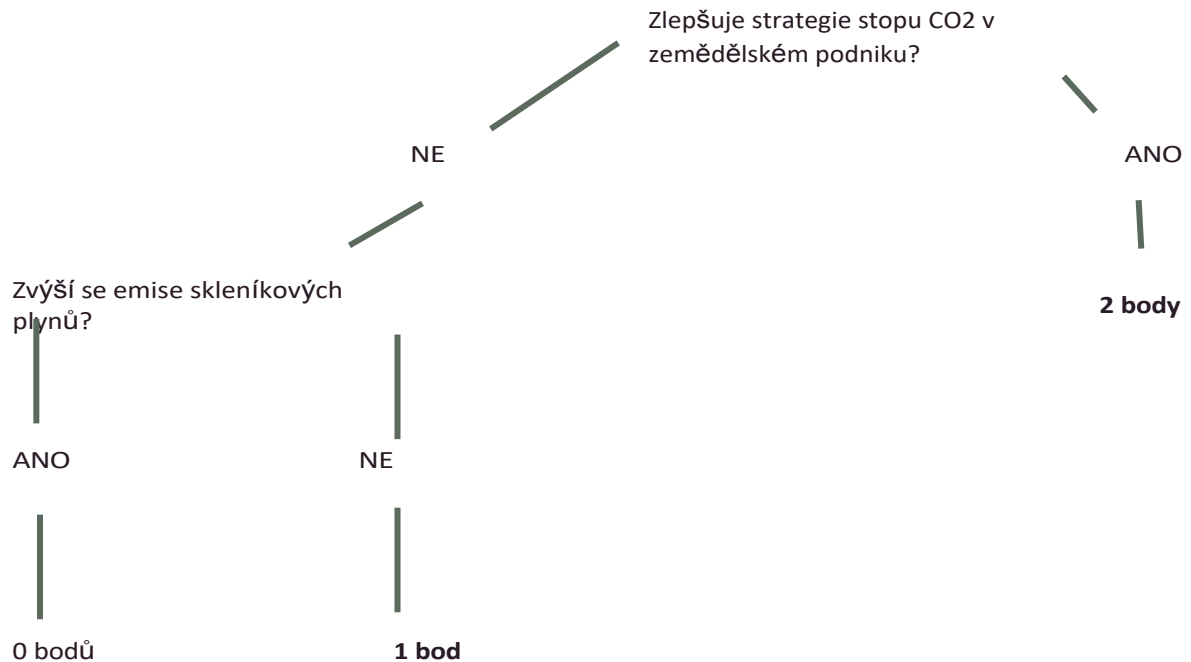 Zlepšuje strategie stopu CO2 v
zemědělském podniku?
NE
ANO
Zvýší se emise skleníkových
plynů?
2 body
ANO
NE
0 bodů
1 bod